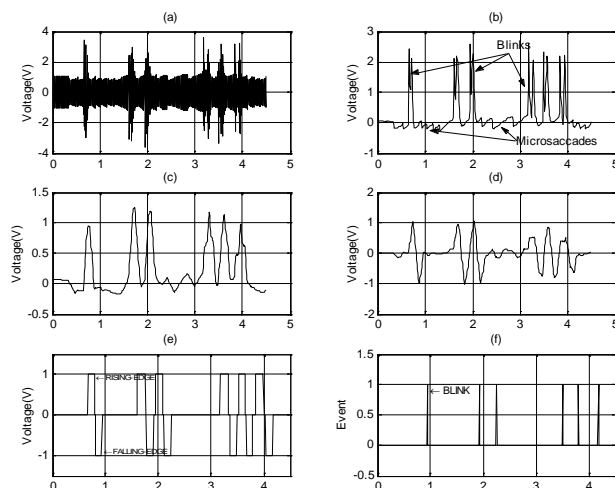 (a)
Voltage(V)
4
2
0
-2
-4
0 1 2 3 4 5
(b)
Voltage(V)
3
2
1
0
-1
0 1 2 3 4 5
Blinks
Microsaccades
(c)
Voltage(V)
1.5
1
0.5
0
-0.5
0 1 2 3 4 5
(d)
Voltage(V)
2
1
0
-1
-2
0 1 2 3 4 5
(e)
Voltage(V)
1
0
-1
0 1 2 3 4
← RISING-EDGE
← FALLING-EDGE
(f)
Event
1.5
1
0.5
0
-0.5
0 1 2 3 4
← BLINK